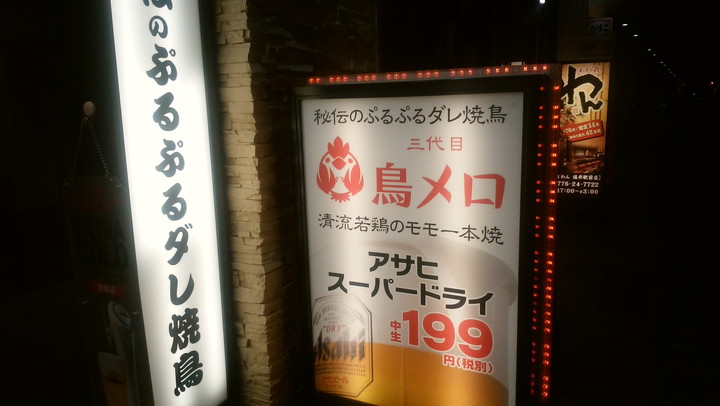 のぷるぷるダレ焼鳥
秘伝のぷるぷるダレ焼鳥
三代目
鳥メロ
清流若鶏のモモ一本焼
アサヒ
スーパードライ
中生
199
円(税別)
"DRY"
Asahi
わん
776-24-7722
17:00〜3:00